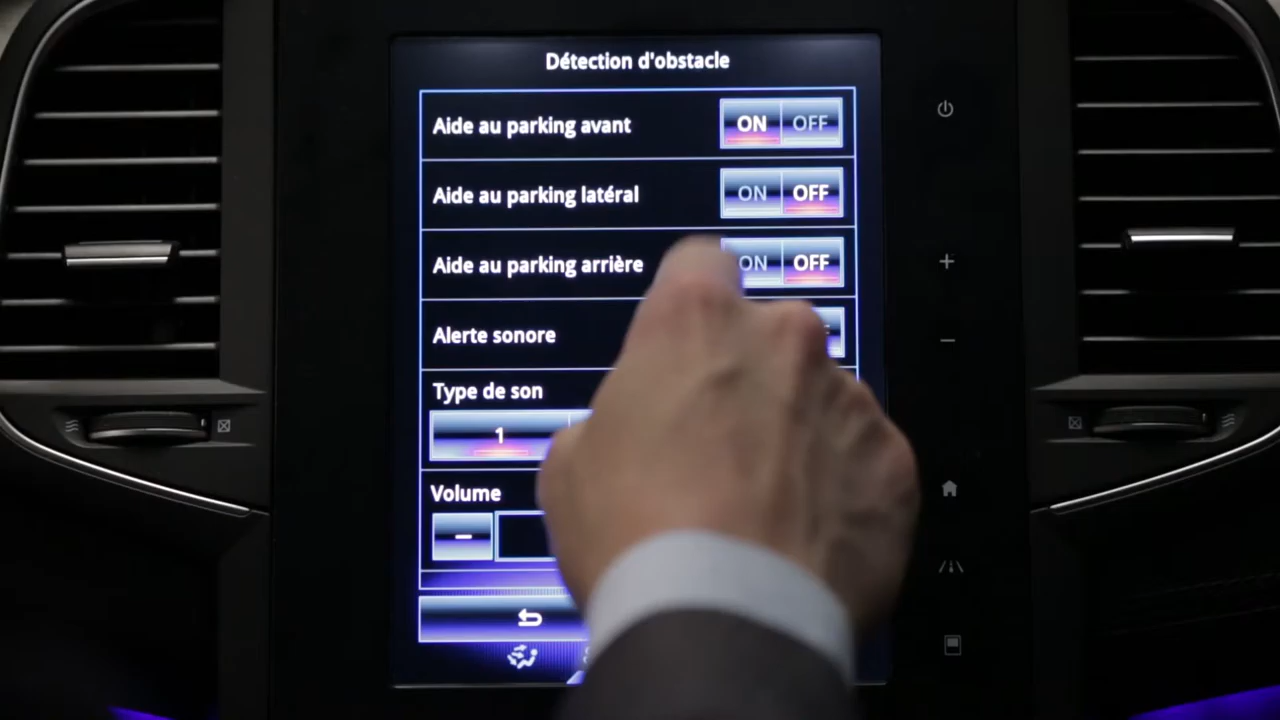 Détection d'obstacle
Aide au parking avant ON OFF
Aide au parking latéral ON OFF
Aide au parking arrière ON OFF
Alerte sonore
Type de son
1
Volume